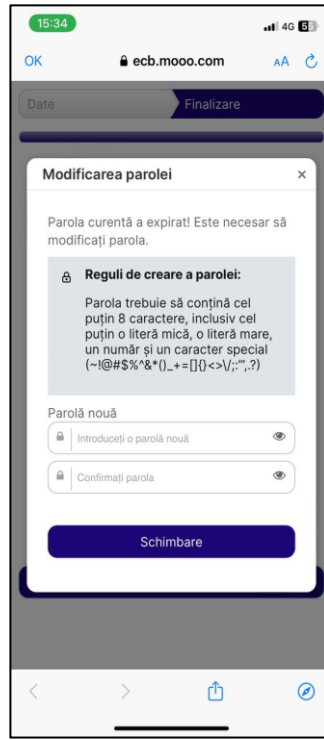 15:34
4G 55
OK
ecb.mooo.com
AA
Date
Finalizare
Modificarea parolei
×
Parola curentă a expirat! Este necesar să
modificați parola.
Reguli de creare a parolei:
Parola trebuie să conțină cel
puțin 8 caractere, inclusiv cel
puțin o literă mică, o literă mare,
un număr și un caracter special
(~!@#$%^&*()_+=[]{}<>\/;:'",.?)
Parolă nouă
Introduceți o parolă nouă
Confirmați parola
Schimbare